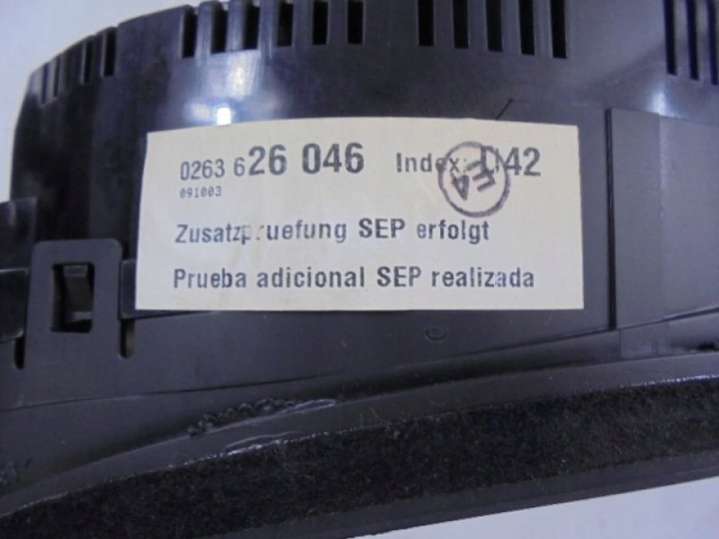 0263 626 046 Index: 042
091003
Zusatzpruefung SEP erfolgt
Prueba adicional SEP realizada